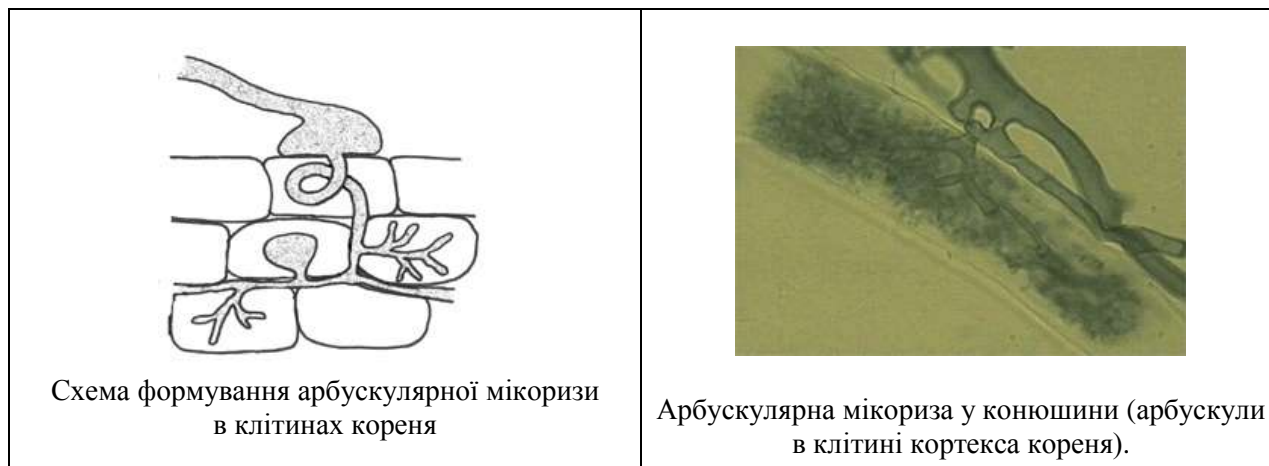 Схема формування арбускулярної мікоризи
в клітинах кореня
Арбускулярна мікориза у конюшини (арбускули
в клітині кортекса кореня).